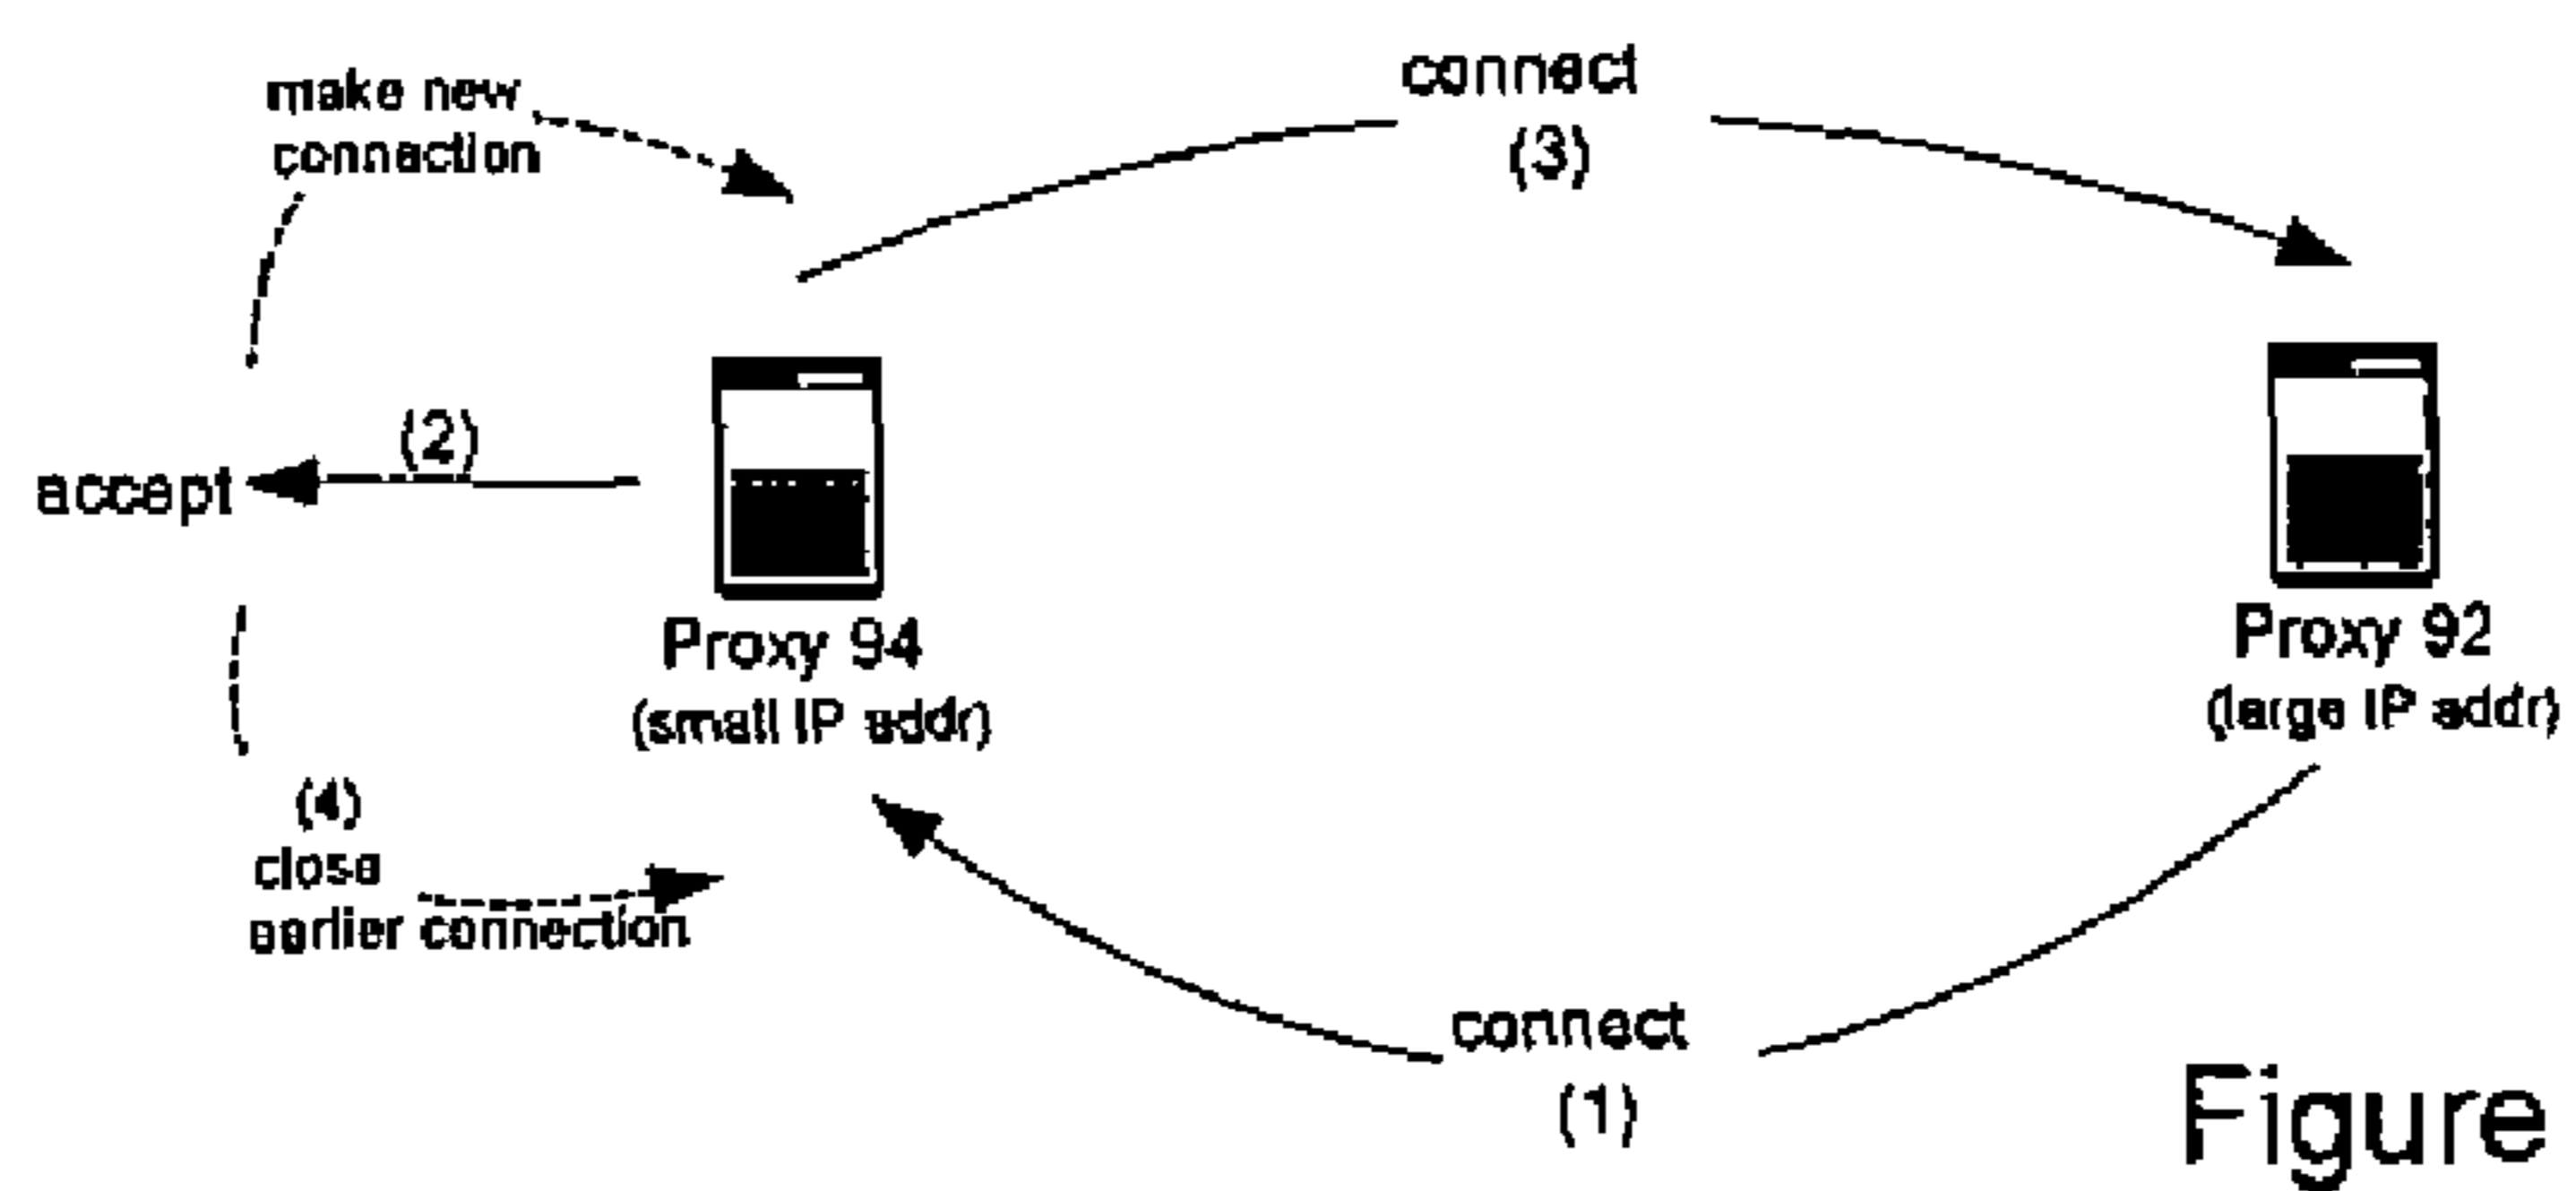 make new
connection
connect
(3)
(2)
accept
Proxy 94
(small IP addr)
Proxy 92
(large IP addr)
(4)
close
earlier connection
connect
(1)
Figure